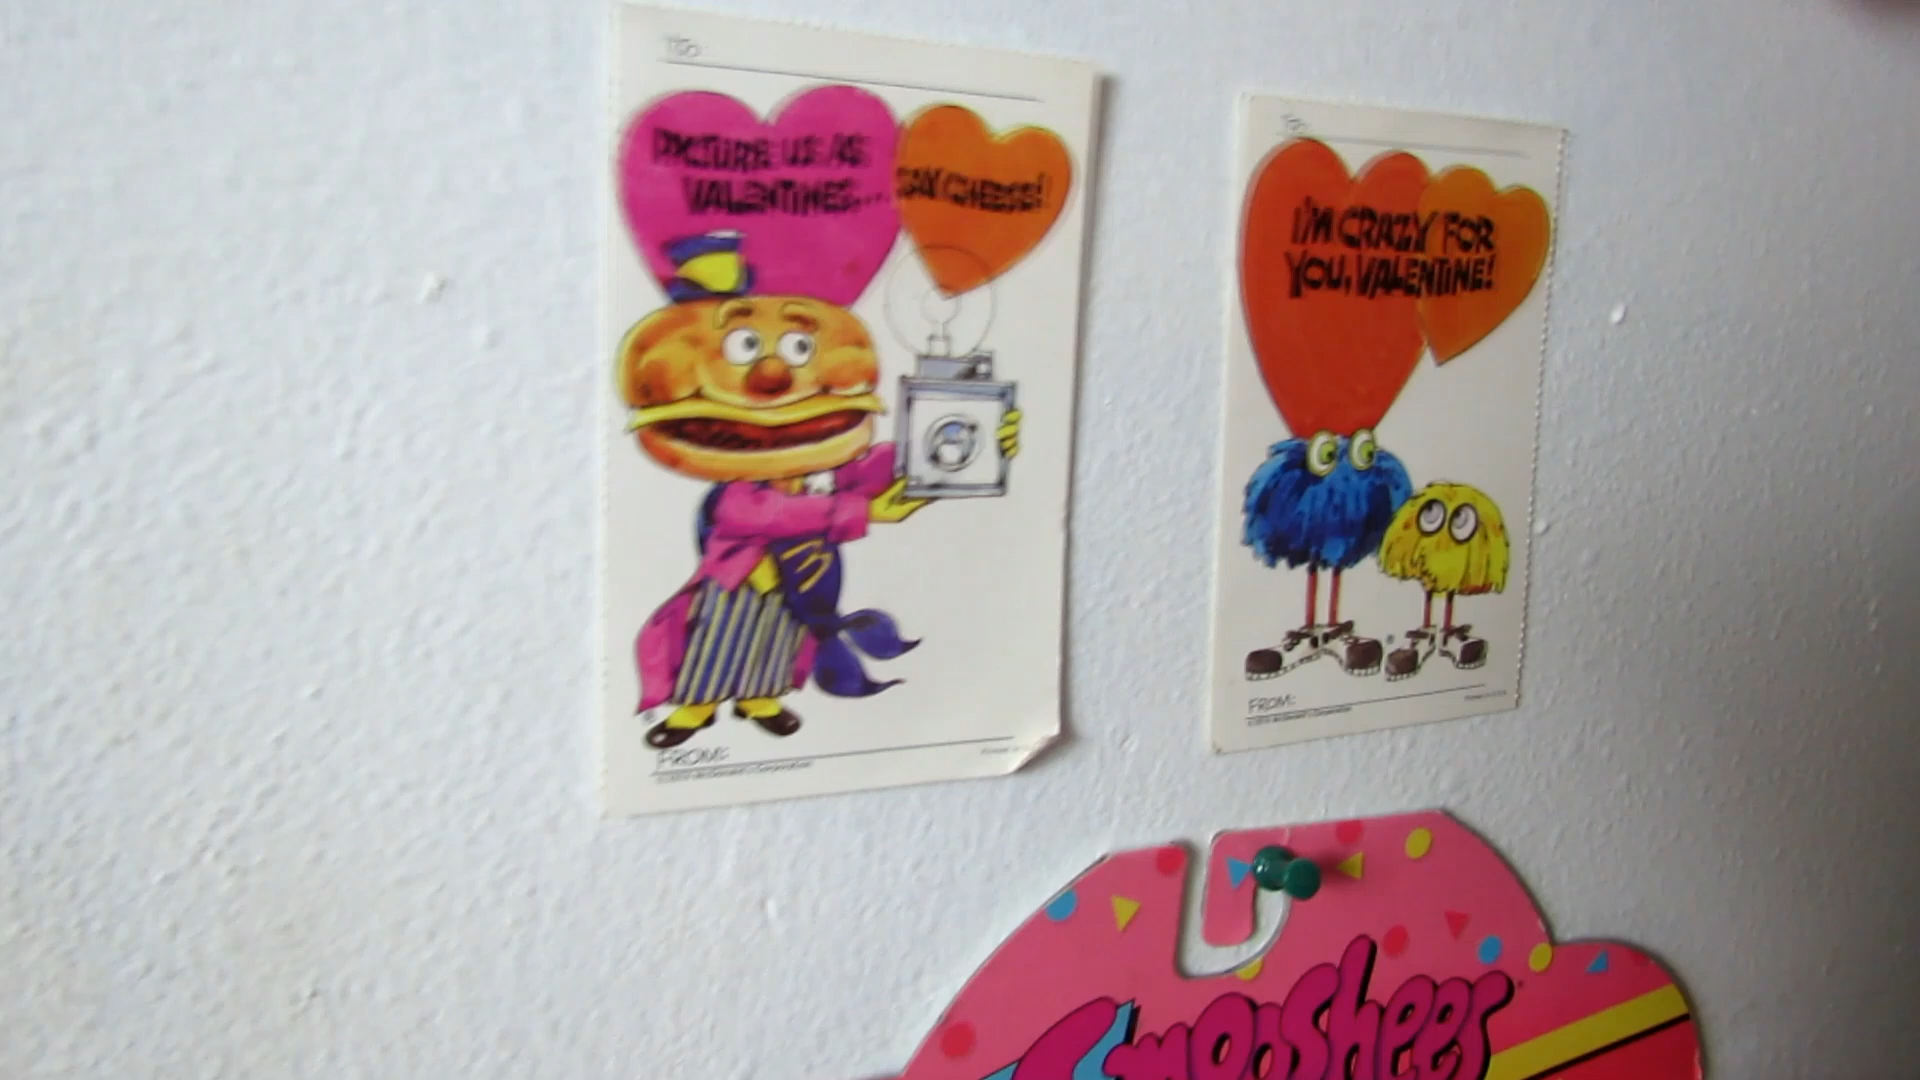 TO:
PICTURE US AS
VALENTINES...
SAY CHEESE!
FROM:
TO:
I'M CRAZY FOR
YOU, VALENTINE!
FROM:
Smooshees